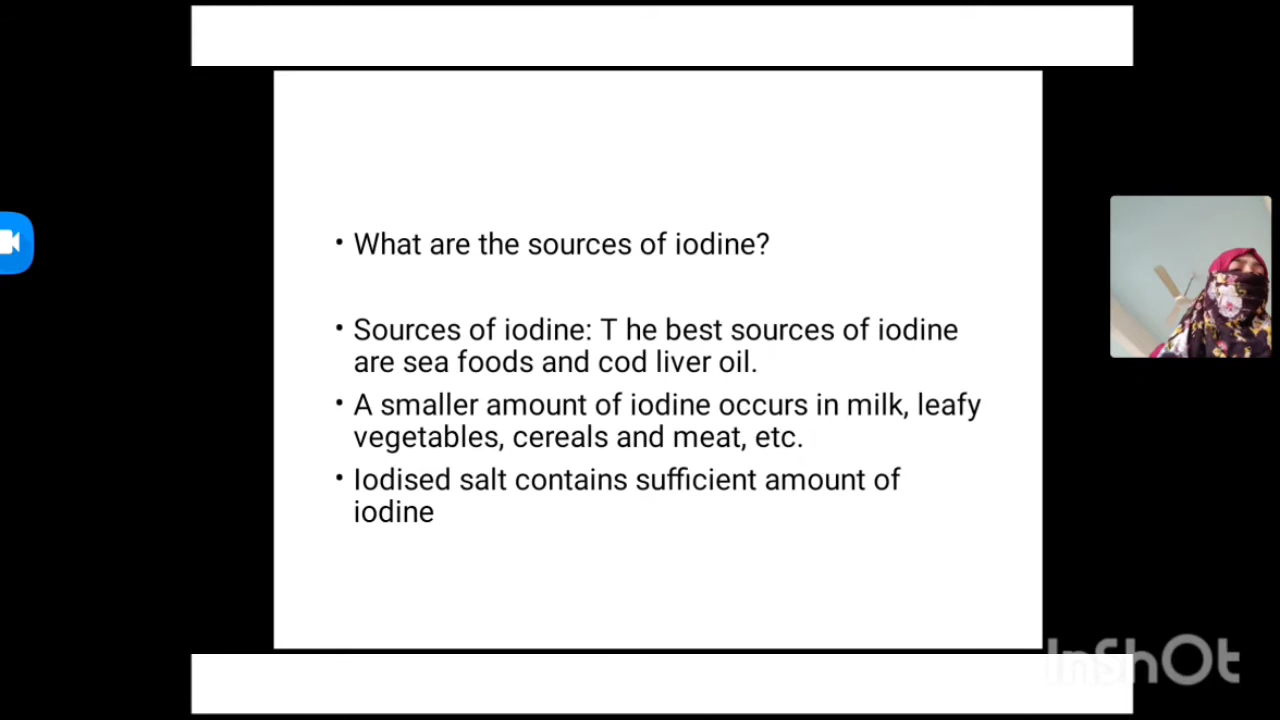 • What are the sources of iodine?
• Sources of iodine: T he best sources of iodine
are sea foods and cod liver oil.
• A smaller amount of iodine occurs in milk, leafy
vegetables, cereals and meat, etc.
• Iodised salt contains sufficient amount of
iodine
InShOt